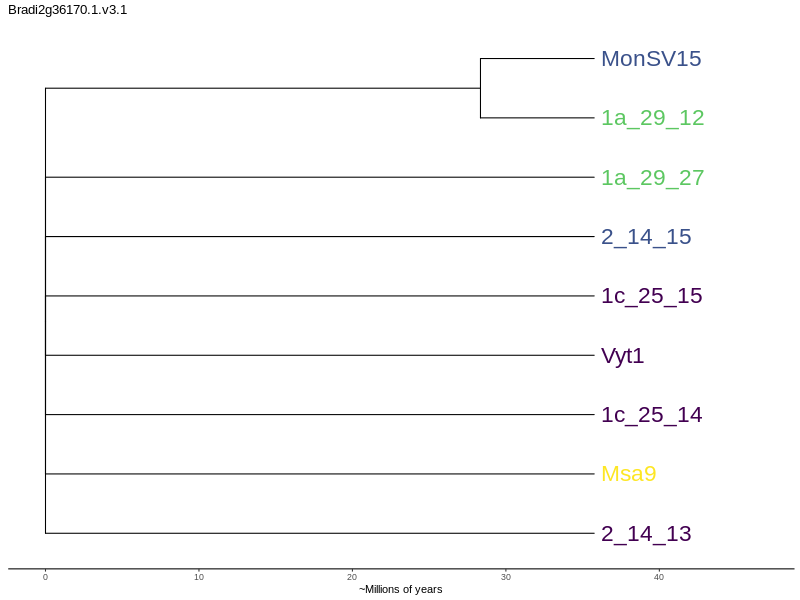 Bradi2g36170.1.v3.1
MonSV15
1a_29_12
1a_29_27
2_14_15
1c_25_15
Vyt1
1c_25_14
Msa9
2_14_13
0 10 20 30 40
~Millions of years